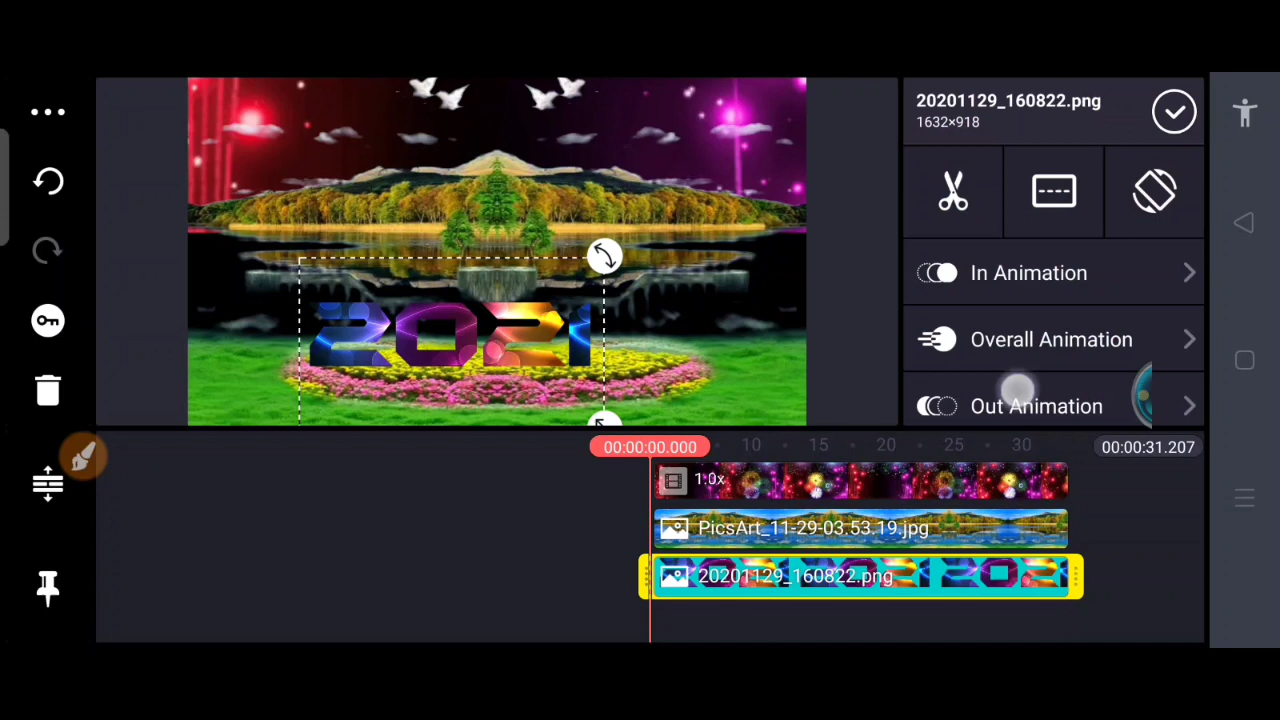 20201129_160822.png
1632×918
In Animation
Overall Animation
Out Animation
2021
00:00:00.000 10 15 20 25 30 00:00:31.207
1.0x
PicsArt_11-29-03.53.19.jpg
20201129_160822.png